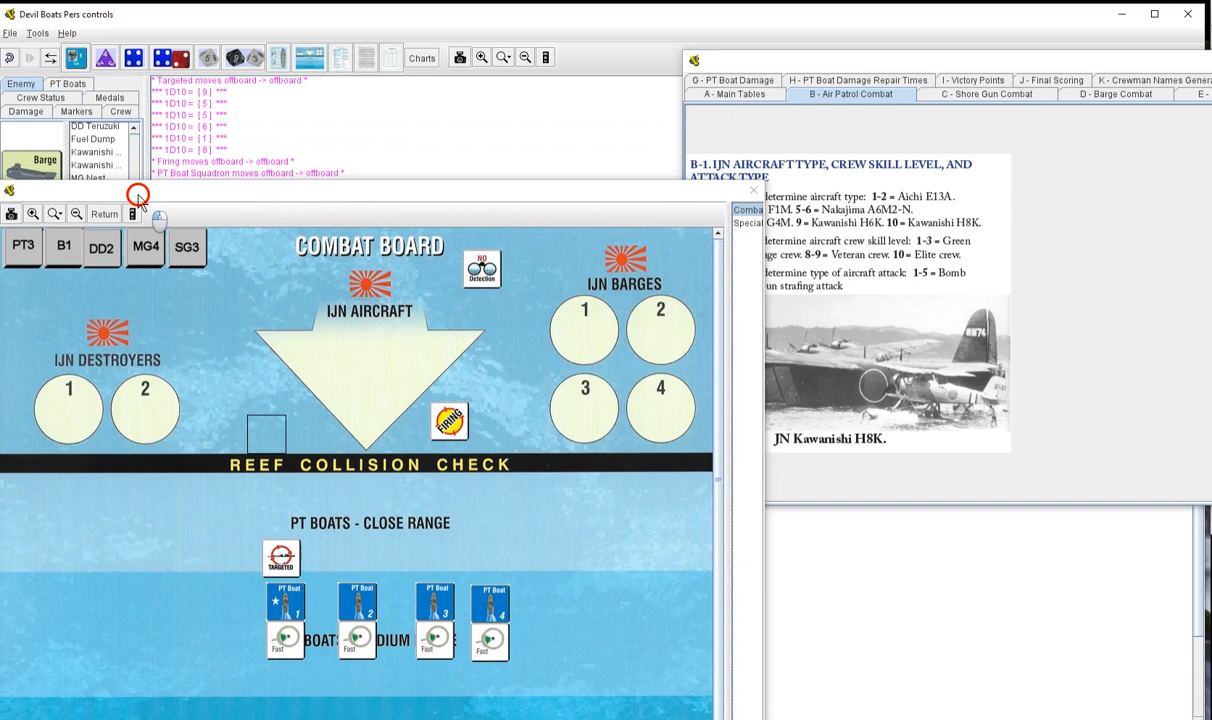 Devil Boats Pers controls
File Tools Help
Charts
Enemy PT Boats
Crew Status Medals
Damage Markers Crew
Barge
DD Teruzuki
Fuel Dump
Kawanishi ...
Kawanishi ...
MG Nest
* Targeted moves offboard -> offboard *
*** 1D10 = [ 9 ] ***
*** 1D10 = [ 5 ] ***
*** 1D10 = [ 5 ] ***
*** 1D10 = [ 6 ] ***
*** 1D10 = [ 1 ] ***
*** 1D10 = [ 8 ] ***
* Firing moves offboard -> offboard *
* PT Boat Squadron moves offboard -> offboard *
G - PT Boat Damage H - PT Boat Damage Repair Times I - Victory Points J - Final Scoring K - Crewman Names
A - Main Tables B - Air Patrol Combat C - Shore Gun Combat D - Barge Combat E -
B-1. IJN AIRCRAFT TYPE, CREW SKILL LEVEL, AND
ATTACK TYPE
determine aircraft type: 1-2 = Aichi E13A.
F1M. 5-6 = Nakajima A6M2-N.
G4M. 9 = Kawanishi H6K. 10 = Kawanishi H8K.
determine aircraft crew skill level: 1-3 = Green
crew. 8-9 = Veteran crew. 10 = Elite crew.
determine type of aircraft attack: 1-5 = Bomb
strafing attack
JN Kawanishi H8K.
Return
PT3 B1 DD2 MG4 SG3
COMBAT BOARD
NO
Detection
IJN AIRCRAFT
IJN BARGES
1 2
3 4
IJN DESTROYERS
1 2
FIRING
REEF COLLISION CHECK
PT BOATS - CLOSE RANGE
TARGETED
PT Boat 1
PT Boat 2
PT Boat 3
PT Boat 4
Fast Fast Fast Fast